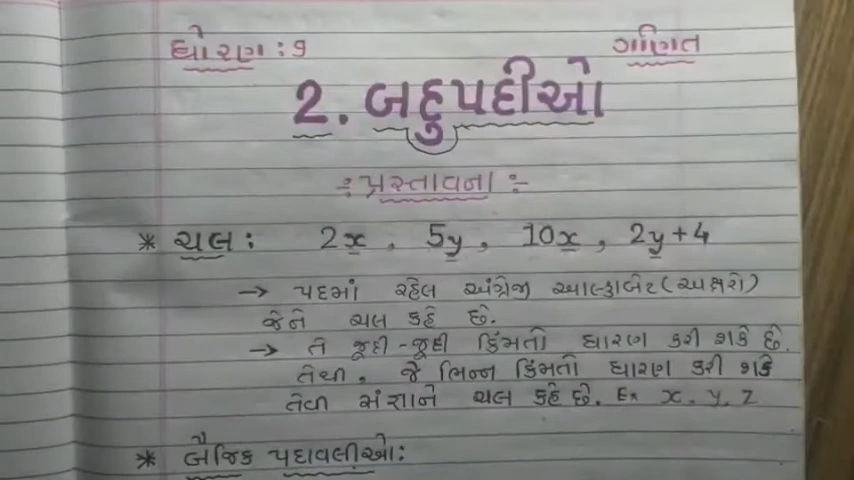 ધોરણ : 9 ગણિત
2. બહુપદીઓ
:- પ્રસ્તાવના :-
* ચલ : 2x , 5y , 10x , 2y+4
→ પદમાં રહેલ અંગ્રેજી આલ્ફાબેટ (અક્ષરો)
જેને ચલ કહે છે.
→ તે જૂદી-જૂદી કિંમતો ધારણ કરી શકે છે.
તેથી, જે ભિન્ન કિંમતો ધારણ કરી શકે
તેવી સંજ્ઞાને ચલ કહે છે. Ex x, y, z
* બૈજિક પદાવલીઓ: